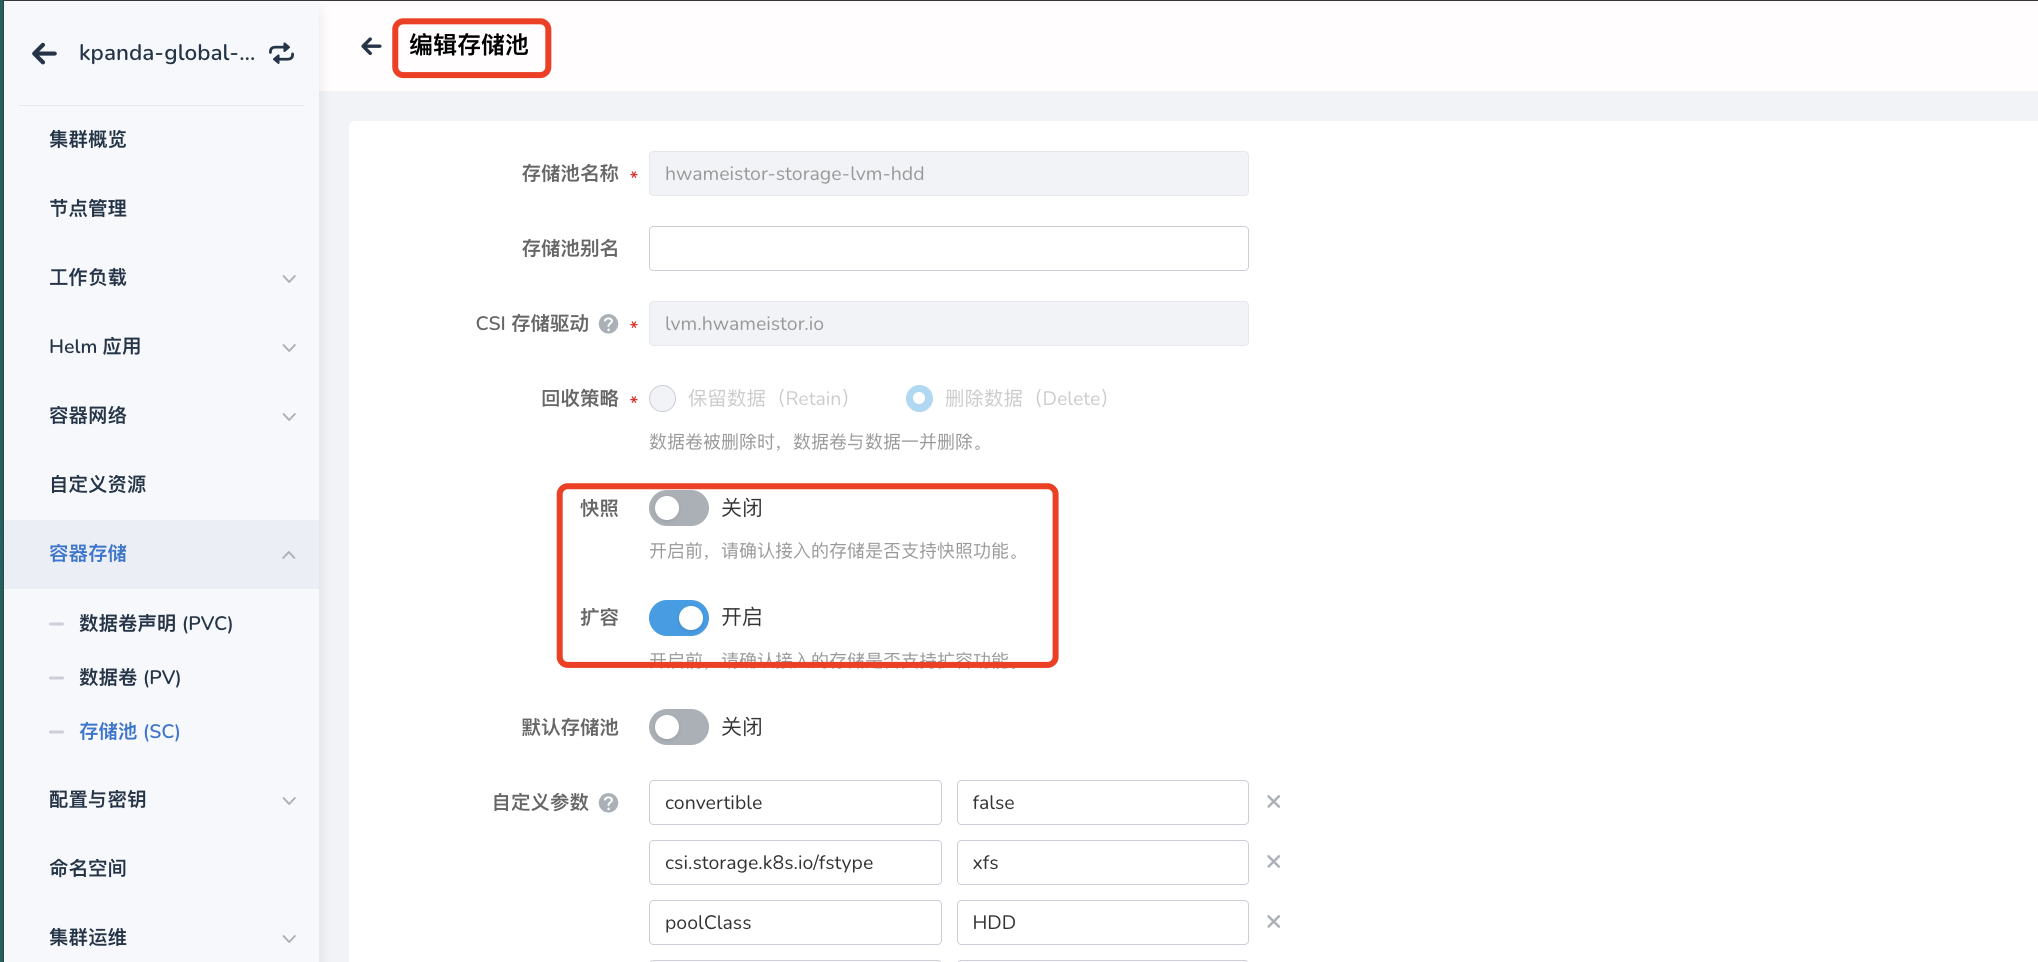 kpanda-global-...
集群概览
节点管理
工作负载
Helm 应用
容器网络
自定义资源
容器存储
数据卷声明 (PVC)
数据卷 (PV)
存储池 (SC)
配置与密钥
命名空间
集群运维
编辑存储池
存储池名称 * hwameistor-storage-lvm-hdd
存储池别名
CSI 存储驱动 ? * lvm.hwameistor.io
回收策略 * 保留数据（Retain） 删除数据（Delete）
数据卷被删除时，数据卷与数据一并删除。
快照 关闭
开启前，请确认接入的存储是否支持快照功能。
扩容 开启
开启前，请确认接入的存储是否支持扩容功能。
默认存储池 关闭
自定义参数 ? convertible false
csi.storage.k8s.io/fstype xfs
poolClass HDD